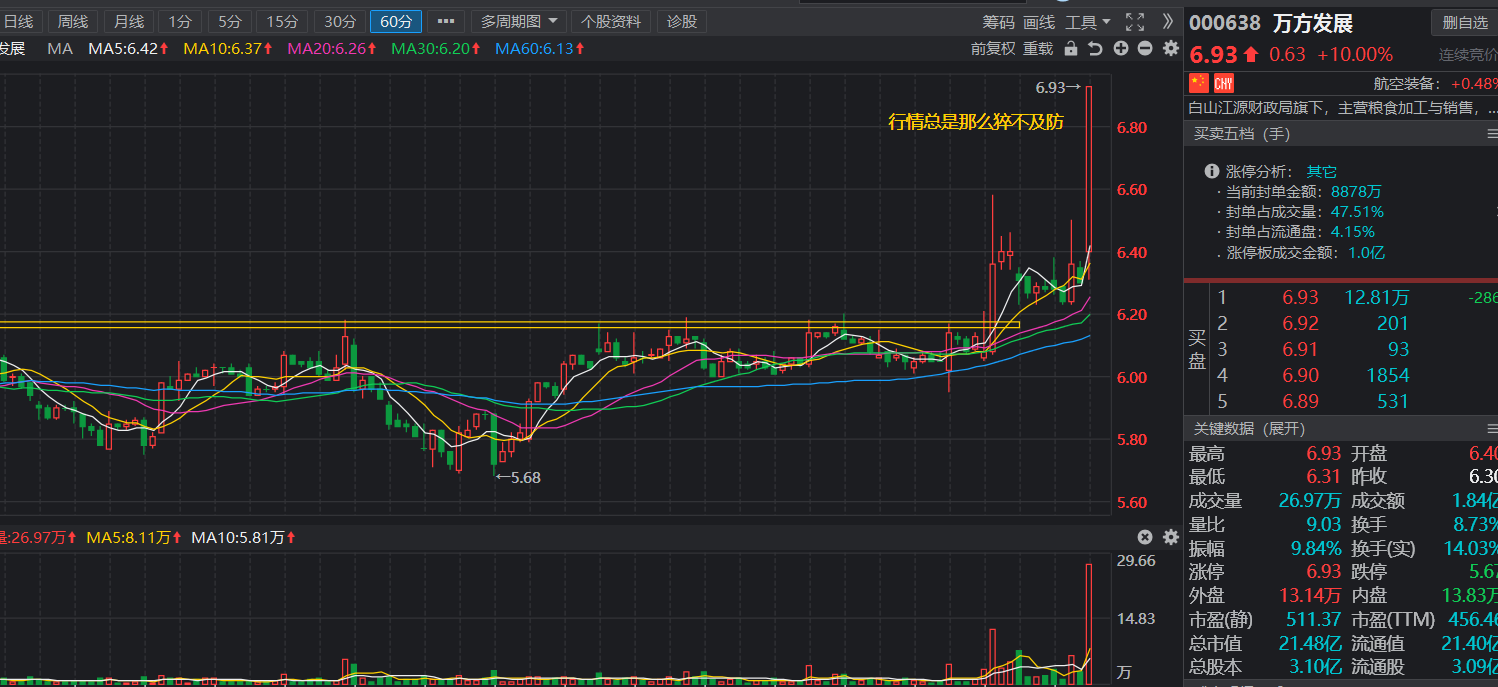 日线 周线 月线 1分 5分 15分 30分 60分 ••• 多周期图 个股资料 诊股 筹码 画线 工具
发展 MA MA5:6.42 MA10:6.37 MA20:6.26 MA30:6.20 MA60:6.13 前复权 重载
6.93→
行情总是那么猝不及防
6.80
6.60
6.40
6.20
6.00
5.80
5.60
←5.68
量:26.97万 MA5:8.11万 MA10:5.81万
29.66
14.83
万
000638 万方发展 删自选
6.93 0.63 +10.00% 连续竞价
CNY 航空装备: +0.48%
白山江源财政局旗下，主营粮食加工与销售，...
买卖五档 (手)
涨停分析: 其它
· 当前封单金额: 8878万
· 封单占成交量: 47.51%
· 封单占流通盘: 4.15%
· 涨停板成交金额: 1.0亿
买盘
1 6.93 12.81万 -286
2 6.92 201
3 6.91 93
4 6.90 1854
5 6.89 531
关键数据 (展开)
最高 6.93 开盘 6.40
最低 6.31 昨收 6.30
成交量 26.97万 成交额 1.84亿
量比 9.03 换手 8.73%
振幅 9.84% 换手(实) 14.03%
涨停 6.93 跌停 5.67
外盘 13.14万 内盘 13.83万
市盈(静) 511.37 市盈(TTM) 456.46
总市值 21.48亿 流通值 21.40亿
总股本 3.10亿 流通股 3.09亿